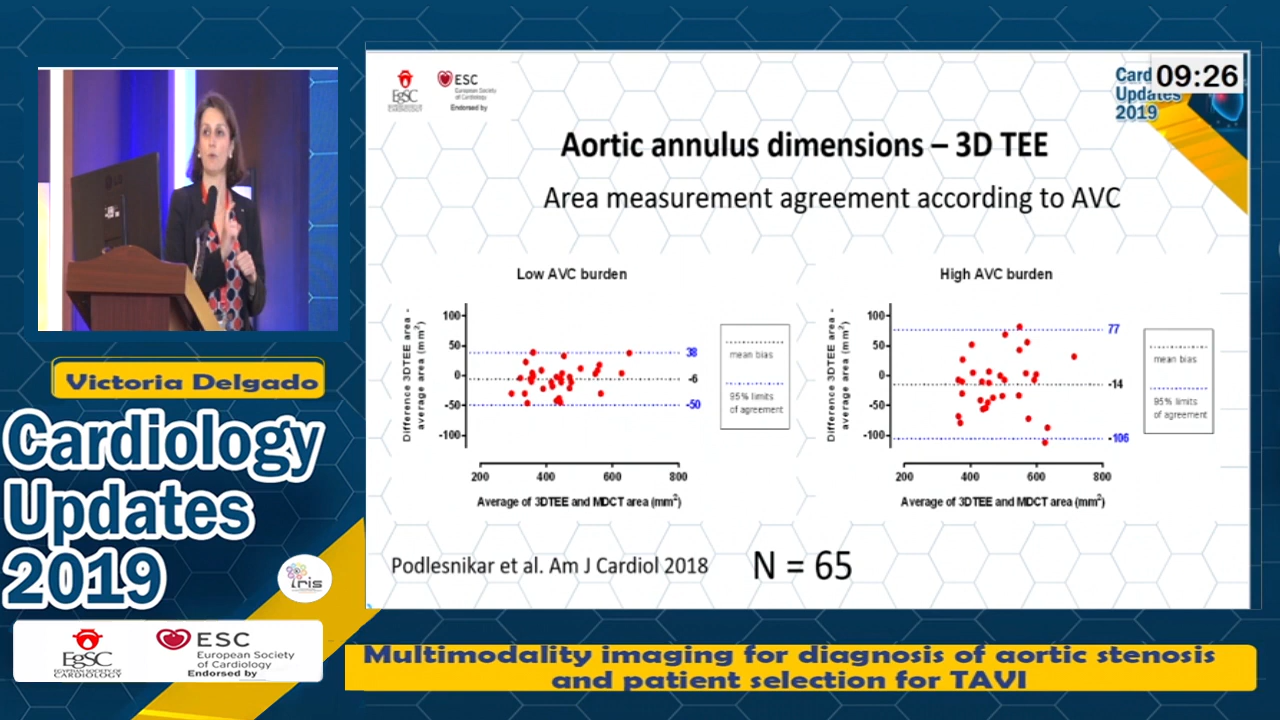 EgSC
ESC
European Society
of Cardiology
Endorsed by
Card
Updates
2019
09:26
Aortic annulus dimensions – 3D TEE
Area measurement agreement according to AVC
Low AVC burden
Difference 3DTEE area -
average area (mm²)
100
50
0
-50
-100
38
-6
-50
mean bias
95% limits
of agreement
200
400
600
800
Average of 3DTEE and MDCT area (mm²)
High AVC burden
Difference 3DTEE area -
average area (mm²)
100
50
0
-50
-100
77
-14
-106
mean bias
95% limits
of agreement
200
400
600
800
Average of 3DTEE and MDCT area (mm²)
Podlesnikar et al. Am J Cardiol 2018
N = 65
Victoria Delgado
Cardiology
Updates
2019
iris
EgSC
EGYPTIAN SOCIETY OF
CARDIOLOGY
ESC
European Society
of Cardiology
Endorsed by
Multimodality imaging for diagnosis of aortic stenosis
and patient selection for TAVI